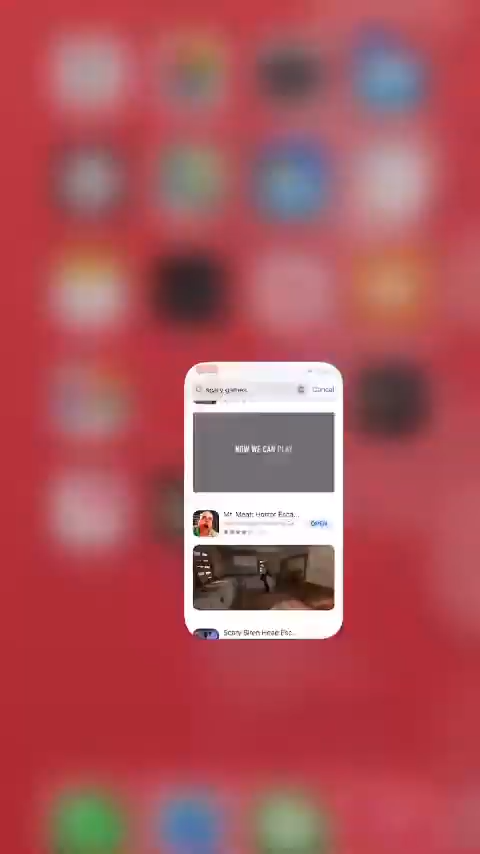 scary games
Cancel
NOW WE CAN PLAY
Mr. Meat: Horror Esca...
OPEN
Scary Siren Head Esc...